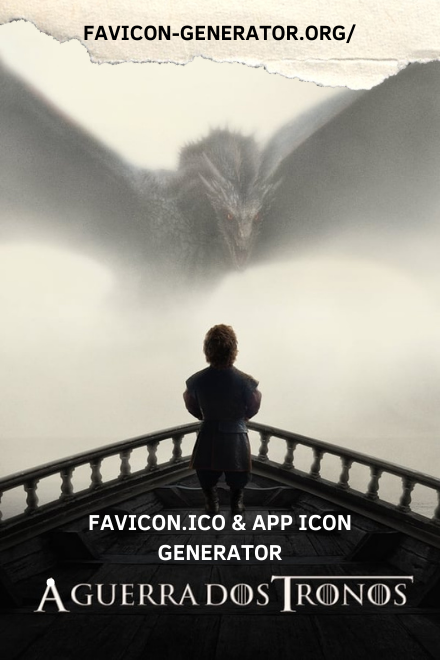 FAVICON-GENERATOR.ORG/
FAVICON.ICO & APP ICON
GENERATOR
A GUERRA DOS TRONOS